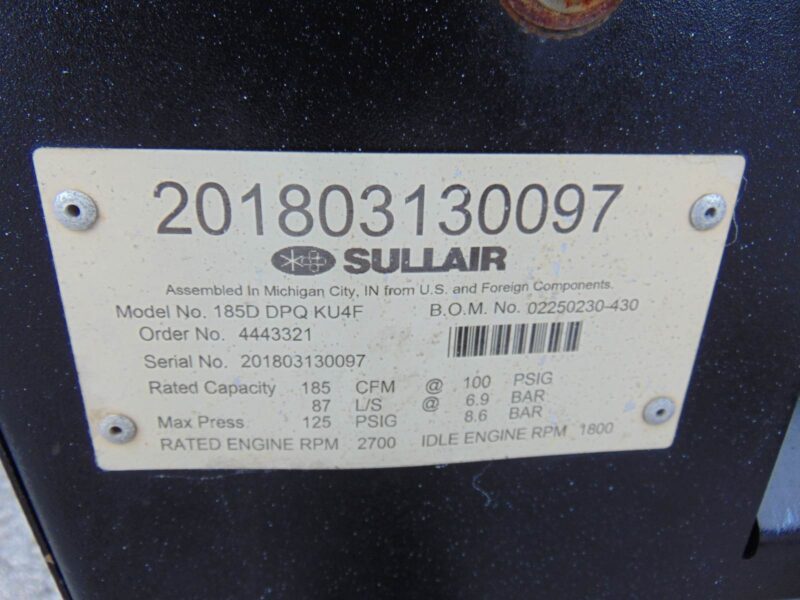 201803130097
SULLAIR
Assembled In Michigan City, IN from U.S. and Foreign Components.
Model No. 185D DPQ KU4F B.O.M. No. 02250230-430
Order No. 4443321
Serial No. 201803130097
Rated Capacity 185 CFM @ 100 PSIG
87 L/S @ 6.9 BAR
Max Press 125 PSIG 8.6 BAR
RATED ENGINE RPM 2700 IDLE ENGINE RPM 1800